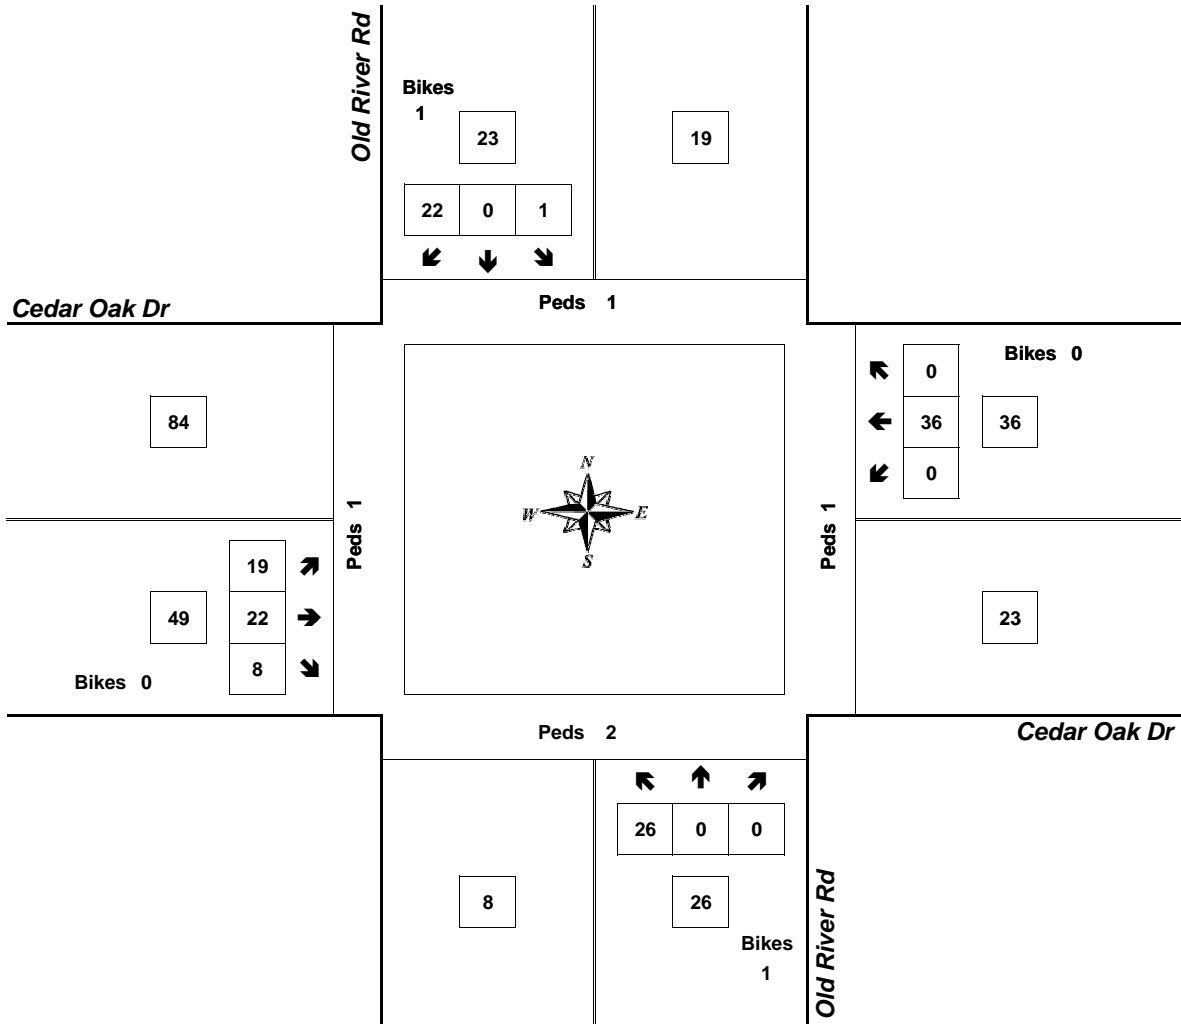 Old River Rd
Bikes
1
23
19
22 0 1
Peds 1
Cedar Oak Dr
Bikes 0
0
84
36 36
0
N
W E
S
Peds 1
Peds 1
19
49 22
23
8
Bikes 0
Peds 2
Cedar Oak Dr
26 0 0
8
26
Bikes
1
Old River Rd